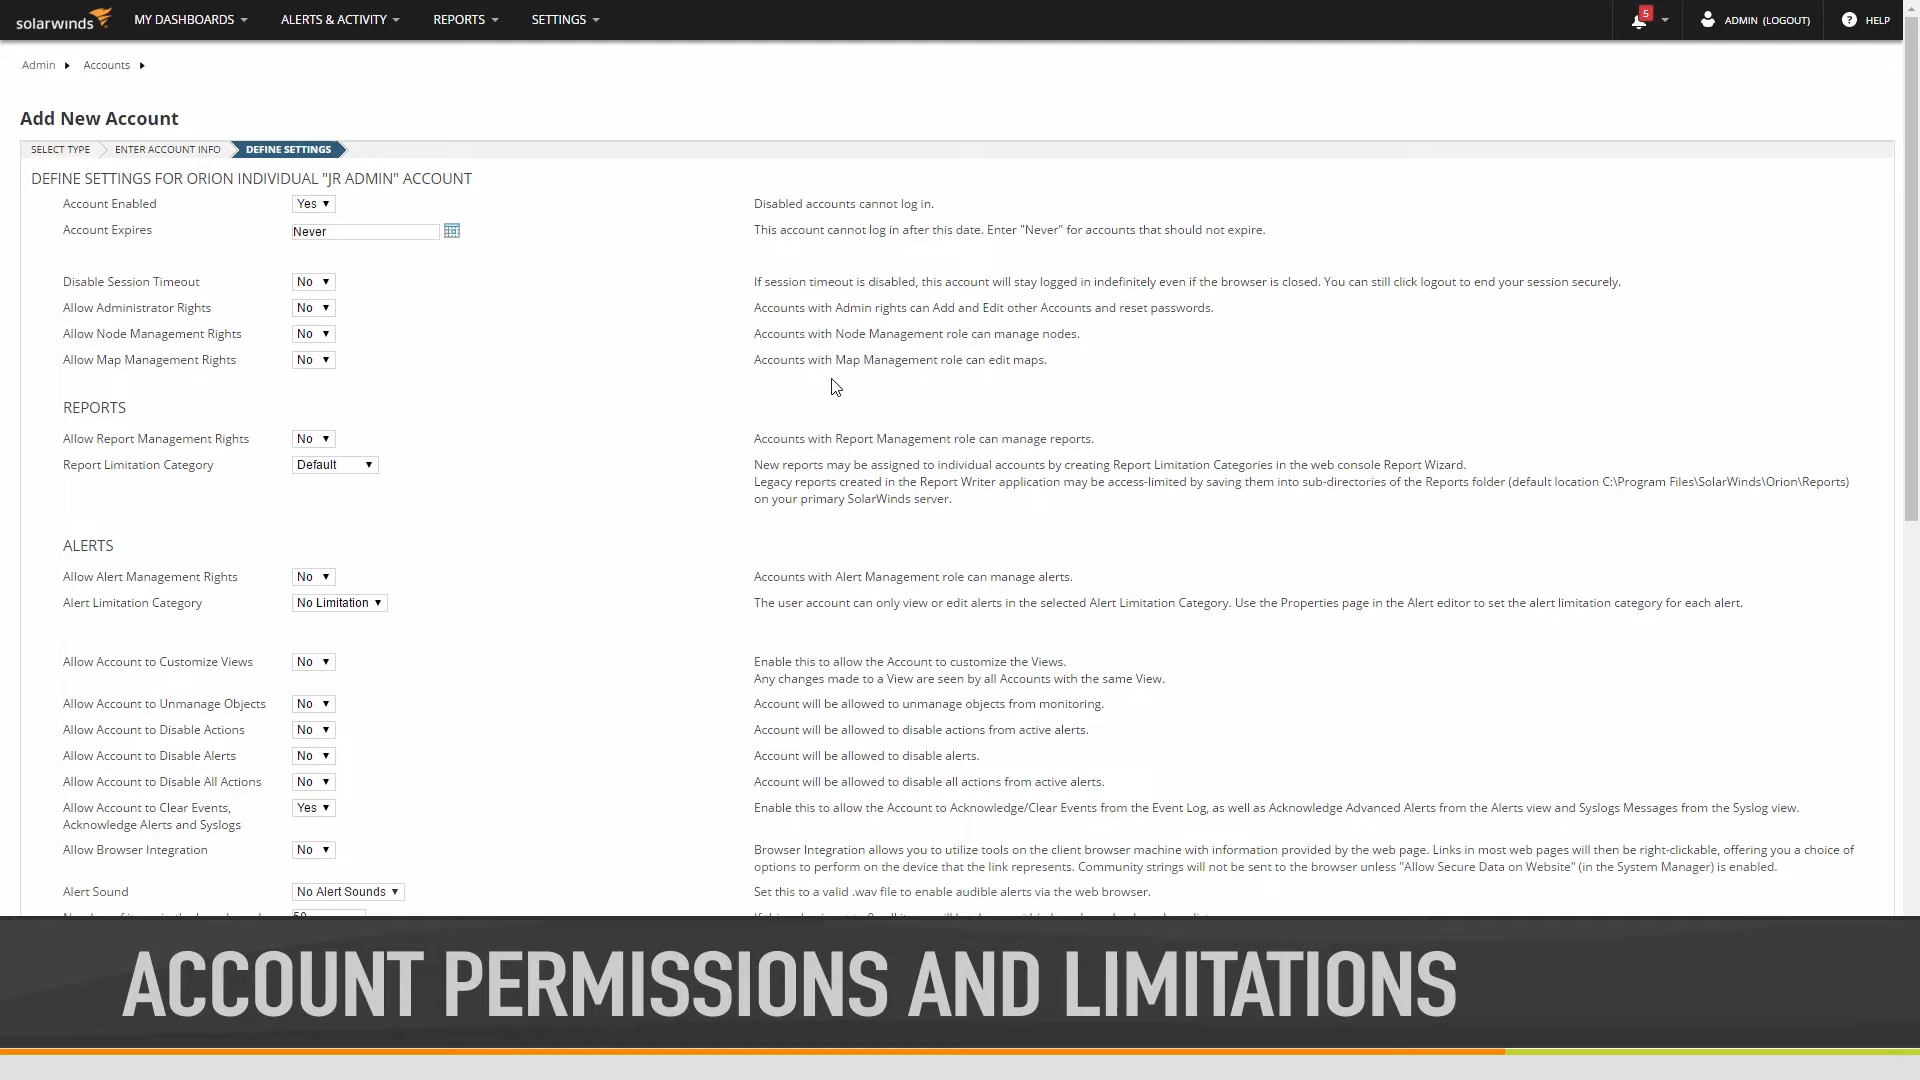 solarwinds MY DASHBOARDS ALERTS & ACTIVITY REPORTS SETTINGS 5 ADMIN (LOGOUT) ? HELP
Admin Accounts
Add New Account
SELECT TYPE ENTER ACCOUNT INFO DEFINE SETTINGS
DEFINE SETTINGS FOR ORION INDIVIDUAL "JR ADMIN" ACCOUNT
Account Enabled Yes Disabled accounts cannot log in.
Account Expires Never This account cannot log in after this date. Enter "Never" for accounts that should not expire.
Disable Session Timeout No If session timeout is disabled, this account will stay logged in indefinitely even if the browser is closed. You can still click logout to end your session securely.
Allow Administrator Rights No Accounts with Admin rights can Add and Edit other Accounts and reset passwords.
Allow Node Management Rights No Accounts with Node Management role can manage nodes.
Allow Map Management Rights No Accounts with Map Management role can edit maps.
REPORTS
Allow Report Management Rights No Accounts with Report Management role can manage reports.
Report Limitation Category Default New reports may be assigned to individual accounts by creating Report Limitation Categories in the web console Report Wizard.
Legacy reports created in the Report Writer application may be access-limited by saving them into sub-directories of the Reports folder (default location C:\Program Files\SolarWinds\Orion\Reports)
on your primary SolarWinds server.
ALERTS
Allow Alert Management Rights No Accounts with Alert Management role can manage alerts.
Alert Limitation Category No Limitation The user account can only view or edit alerts in the selected Alert Limitation Category. Use the Properties page in the Alert editor to set the alert limitation category for each alert.
Allow Account to Customize Views No Enable this to allow the Account to customize the Views.
Any changes made to a View are seen by all Accounts with the same View.
Allow Account to Unmanage Objects No Account will be allowed to unmanage objects from monitoring.
Allow Account to Disable Actions No Account will be allowed to disable actions from active alerts.
Allow Account to Disable Alerts No Account will be allowed to disable alerts.
Allow Account to Disable All Actions No Account will be allowed to disable all actions from active alerts.
Allow Account to Clear Events, Yes Enable this to allow the Account to Acknowledge/Clear Events from the Event Log, as well as Acknowledge Advanced Alerts from the Alerts view and Syslogs Messages from the Syslog view.
Acknowledge Alerts and Syslogs
Allow Browser Integration No Browser Integration allows you to utilize tools on the client browser machine with information provided by the web page. Links in most web pages will then be right-clickable, offering you a choice of
options to perform on the device that the link represents. Community strings will not be sent to the browser unless "Allow Secure Data on Website" (in the System Manager) is enabled.
Alert Sound No Alert Sounds Set this to a valid .wav file to enable audible alerts via the web browser.
ACCOUNT PERMISSIONS AND LIMITATIONS